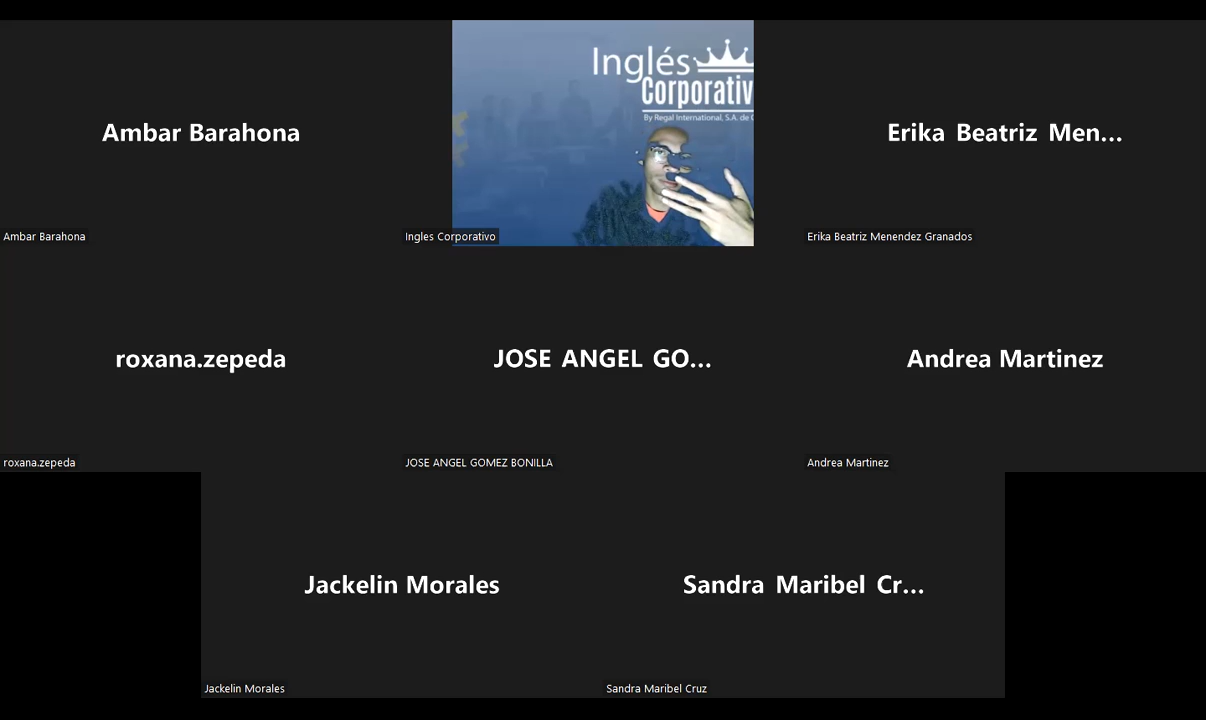 Ambar Barahona
Ambar Barahona
Inglés
Corporativ
By Regal International, S.A. de C
Ingles Corporativo
Erika Beatriz Men...
Erika Beatriz Menendez Granados
roxana.zepeda
roxana.zepeda
JOSE ANGEL GO...
JOSE ANGEL GOMEZ BONILLA
Andrea Martinez
Andrea Martinez
Jackelin Morales
Jackelin Morales
Sandra Maribel Cr...
Sandra Maribel Cruz